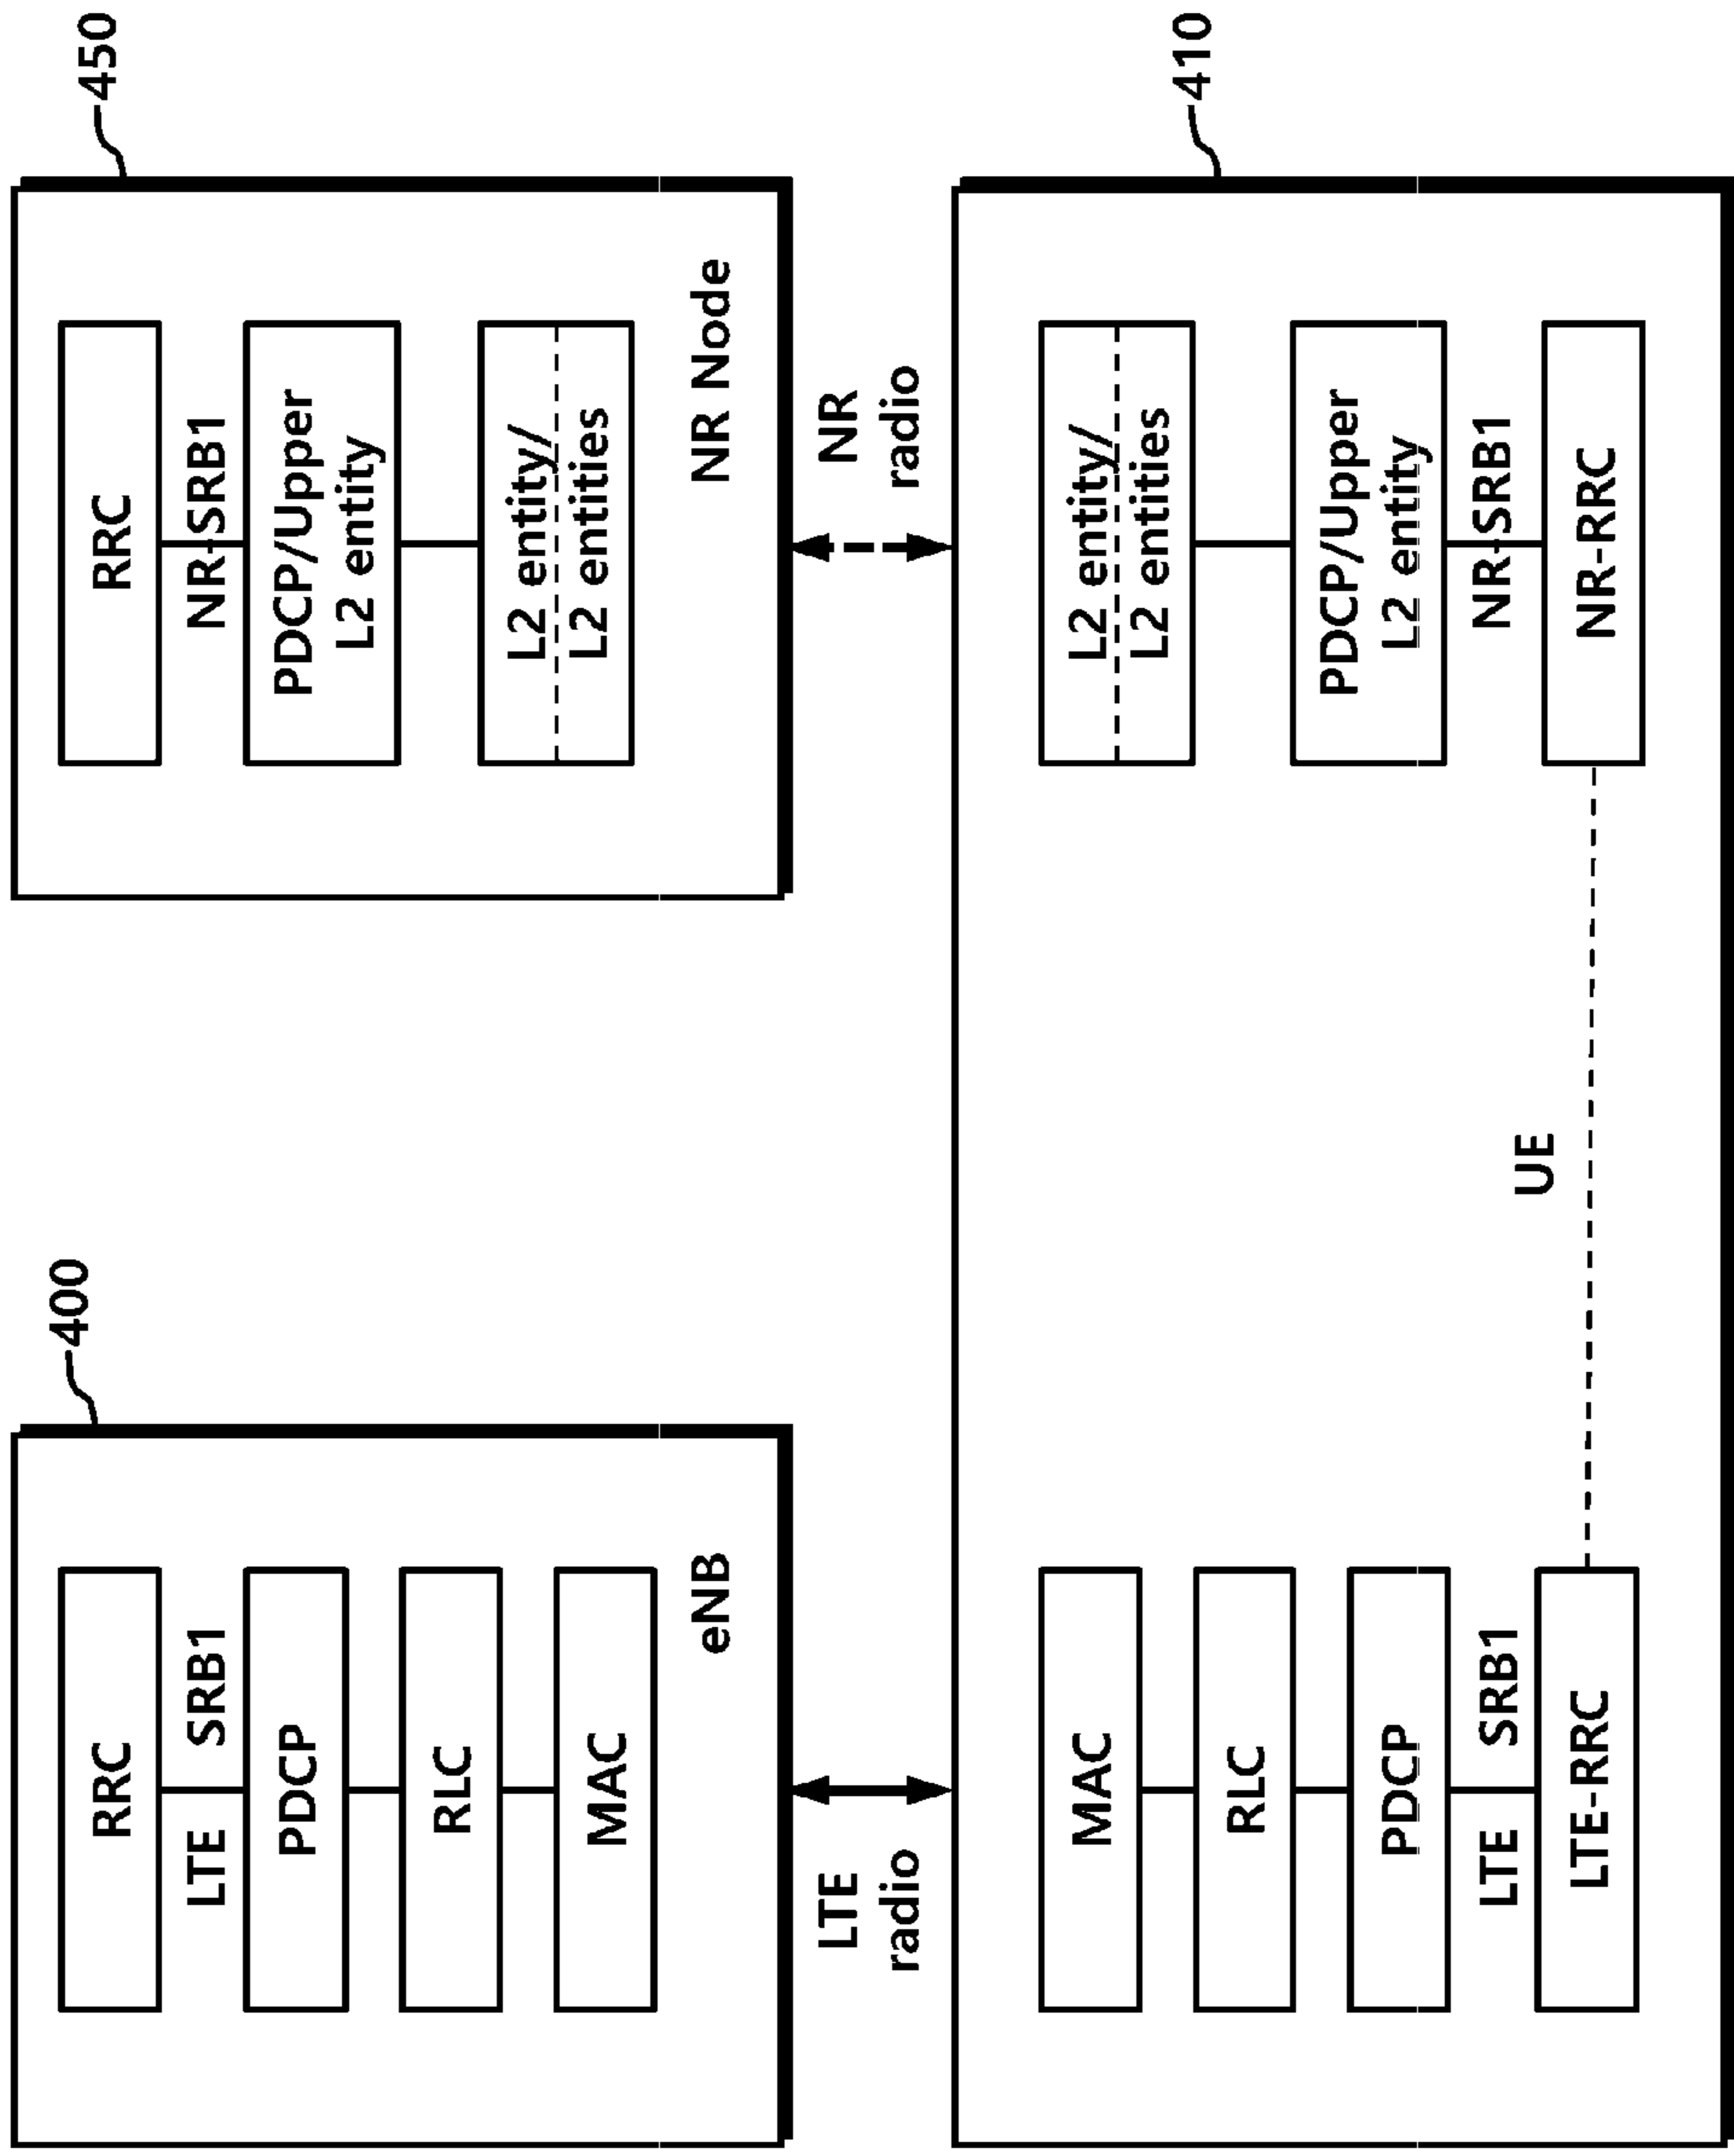 400
RRC
LTE SRB1
PDCP
RLC
MAC
eNB
450
RRC
NR-SRB1
PDCP/Upper
L2 entity
L2 entity/
L2 entities
NR Node
LTE
radio
NR
radio
410
MAC
RLC
PDCP
LTE SRB1
LTE-RRC
UE
L2 entity/
L2 entities
PDCP/Upper
L2 entity
NR-SRB1
NR-RRC